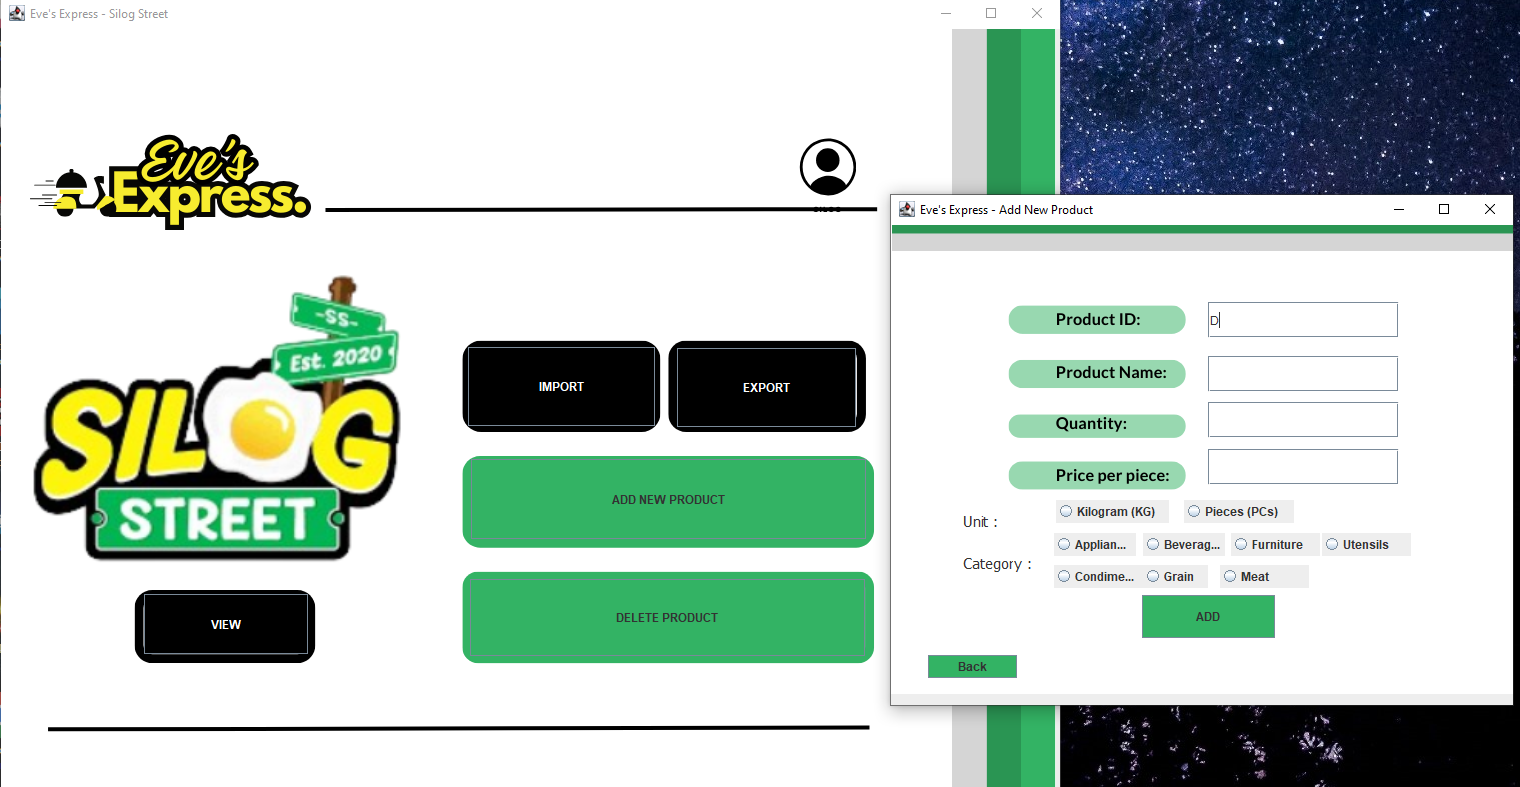 Eve's Express - Silog Street
Eve's
Express.
SILOG
-SS-
Est. 2020
SILOG
STREET
IMPORT
EXPORT
ADD NEW PRODUCT
DELETE PRODUCT
VIEW
Eve's Express - Add New Product
Product ID:
D
Product Name:
Quantity:
Price per piece:
Unit :
Kilogram (KG)
Pieces (PCs)
Category :
Applian...
Beverag...
Furniture
Utensils
Condime...
Grain
Meat
ADD
Back